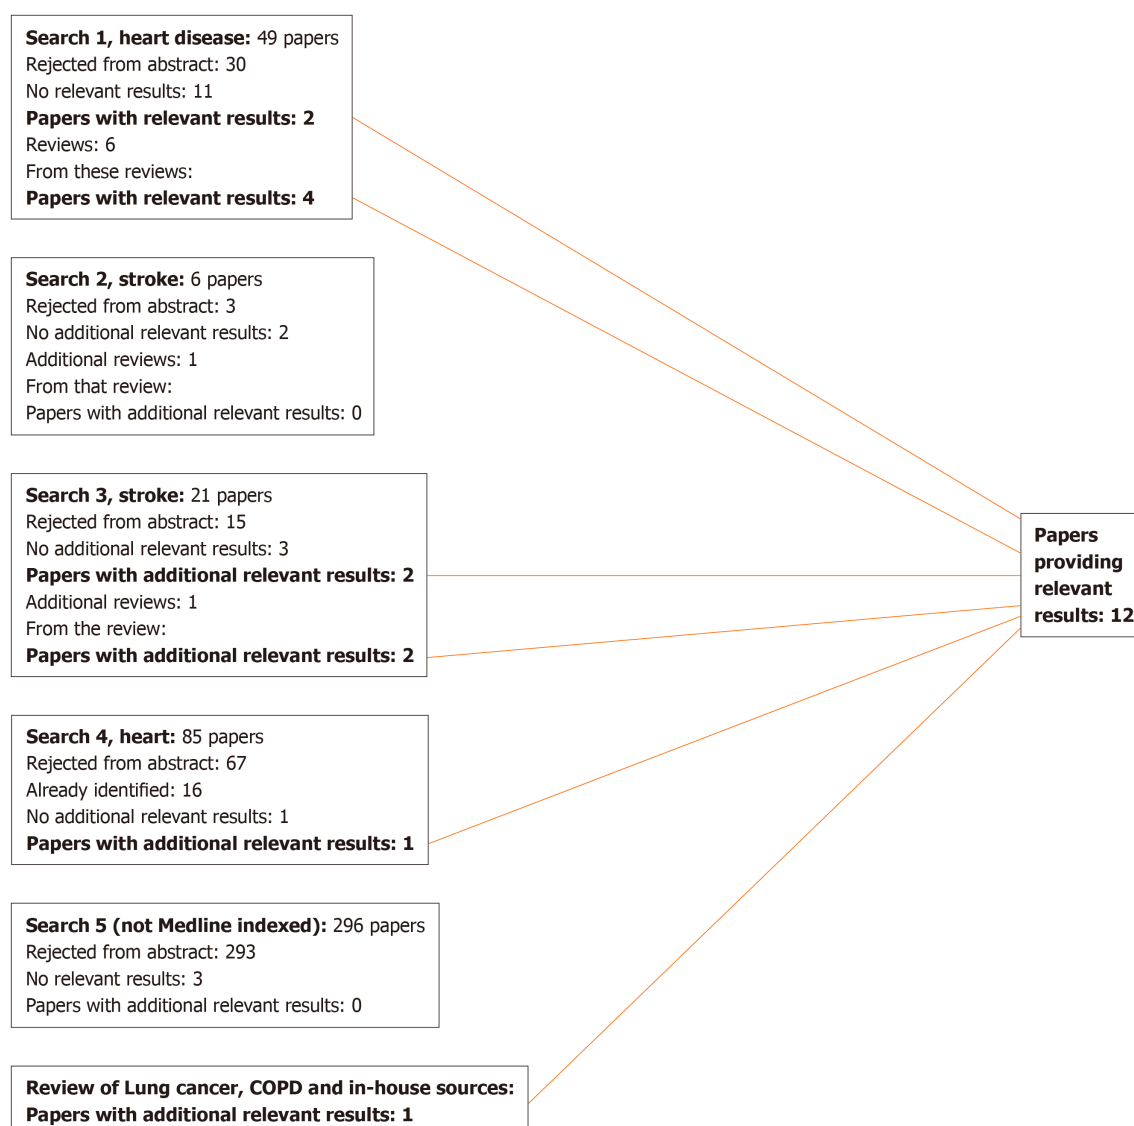 Search 1, heart disease: 49 papers
Rejected from abstract: 30
No relevant results: 11
Papers with relevant results: 2
Reviews: 6
From these reviews:
Papers with relevant results: 4
Search 2, stroke: 6 papers
Rejected from abstract: 3
No additional relevant results: 2
Additional reviews: 1
From that review:
Papers with additional relevant results: 0
Search 3, stroke: 21 papers
Rejected from abstract: 15
No additional relevant results: 3
Papers with additional relevant results: 2
Additional reviews: 1
From the review:
Papers with additional relevant results: 2
Search 4, heart: 85 papers
Rejected from abstract: 67
Already identified: 16
No additional relevant results: 1
Papers with additional relevant results: 1
Search 5 (not Medline indexed): 296 papers
Rejected from abstract: 293
No relevant results: 3
Papers with additional relevant results: 0
Review of Lung cancer, COPD and in-house sources:
Papers with additional relevant results: 1
Papers
providing
relevant
results: 12